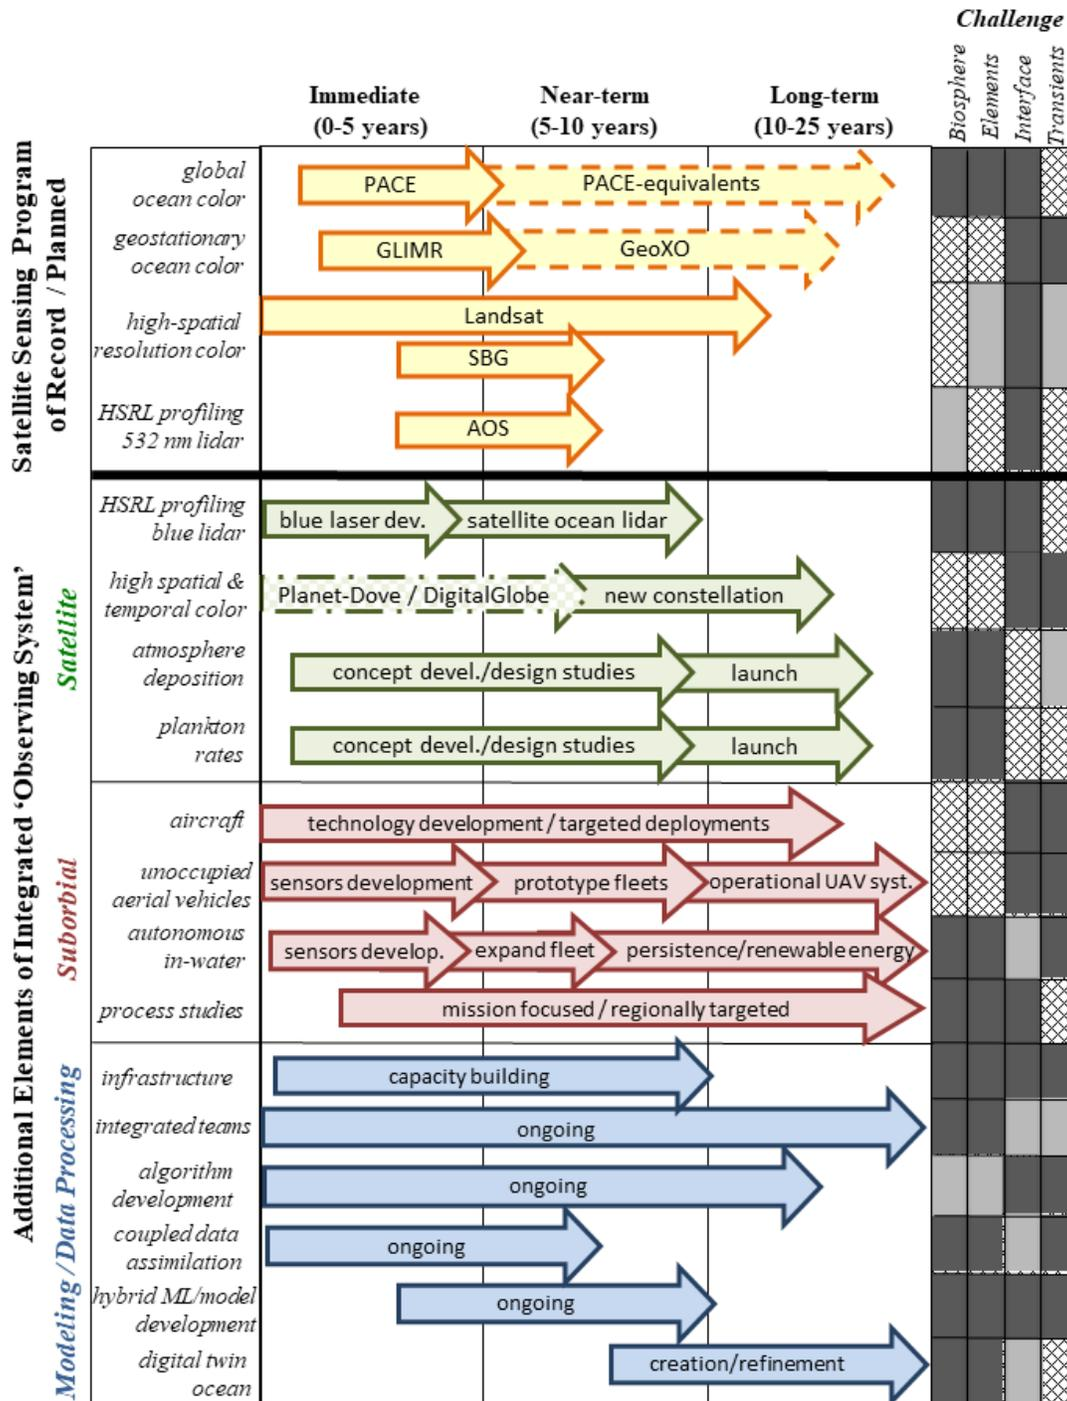 Challenge
Biosphere
Elements
Interface
Transients
Immediate
(0-5 years)
Near-term
(5-10 years)
Long-term
(10-25 years)
Satellite Sensing Program
of Record / Planned
global
ocean color
PACE
PACE-equivalents
geostationary
ocean color
GLIMR
GeoXO
high-spatial
resolution color
Landsat
SBG
HSRL profiling
532 nm lidar
AOS
Additional Elements of Integrated ‘Observing System’
Satellite
HSRL profiling
blue lidar
blue laser dev.
satellite ocean lidar
high spatial &
temporal color
Planet-Dove / DigitalGlobe
new constellation
atmosphere
deposition
concept devel./design studies
launch
plankton
rates
concept devel./design studies
launch
Suborbial
aircraft
technology development / targeted deployments
unoccupied
aerial vehicles
sensors development
prototype fleets
operational UAV syst.
autonomous
in-water
sensors develop.
expand fleet
persistence/renewable energy
process studies
mission focused / regionally targeted
Modeling / Data Processing
infrastructure
capacity building
integrated teams
ongoing
algorithm
development
ongoing
coupled data
assimilation
ongoing
hybrid ML/model
development
ongoing
digital twin
ocean
creation/refinement